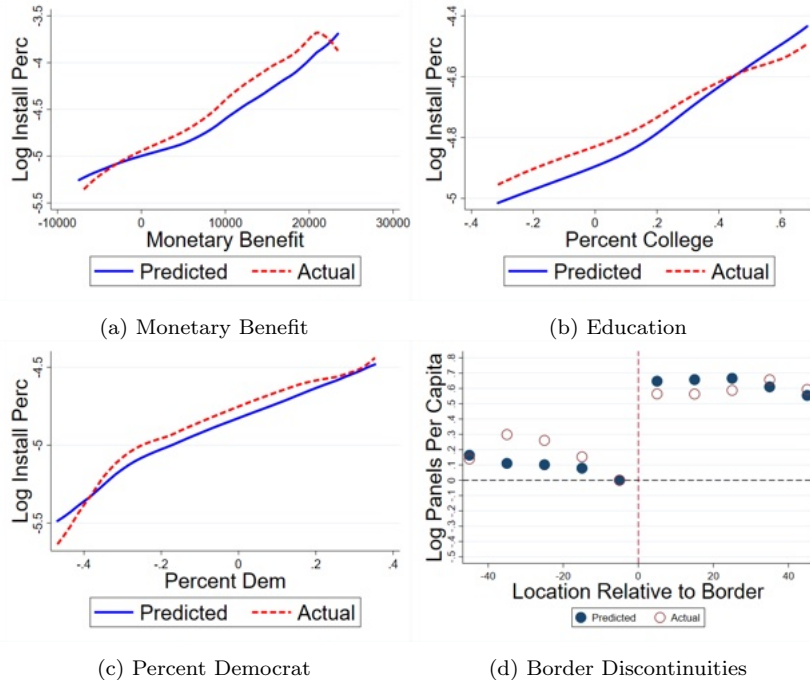 -3.5
-4
-4.5
-5
-5.5
Log Install Perc
-10000 0 10000 20000 30000
Monetary Benefit
Predicted Actual
(a) Monetary Benefit
-4.4
-4.6
-4.8
-5
Log Install Perc
-.4 -.2 0 .2 .4 .6
Percent College
Predicted Actual
(b) Education
-4.5
-5
-5.5
Log Install Perc
-.4 -.2 0 .2 .4
Percent Dem
Predicted Actual
(c) Percent Democrat
.8
.7
.6
.5
.4
.3
.2
.1
0
-.1
-.2
-.3
-.4
-.5
Log Panels Per Capita
-40 -20 0 20 40
Location Relative to Border
Predicted Actual
(d) Border Discontinuities